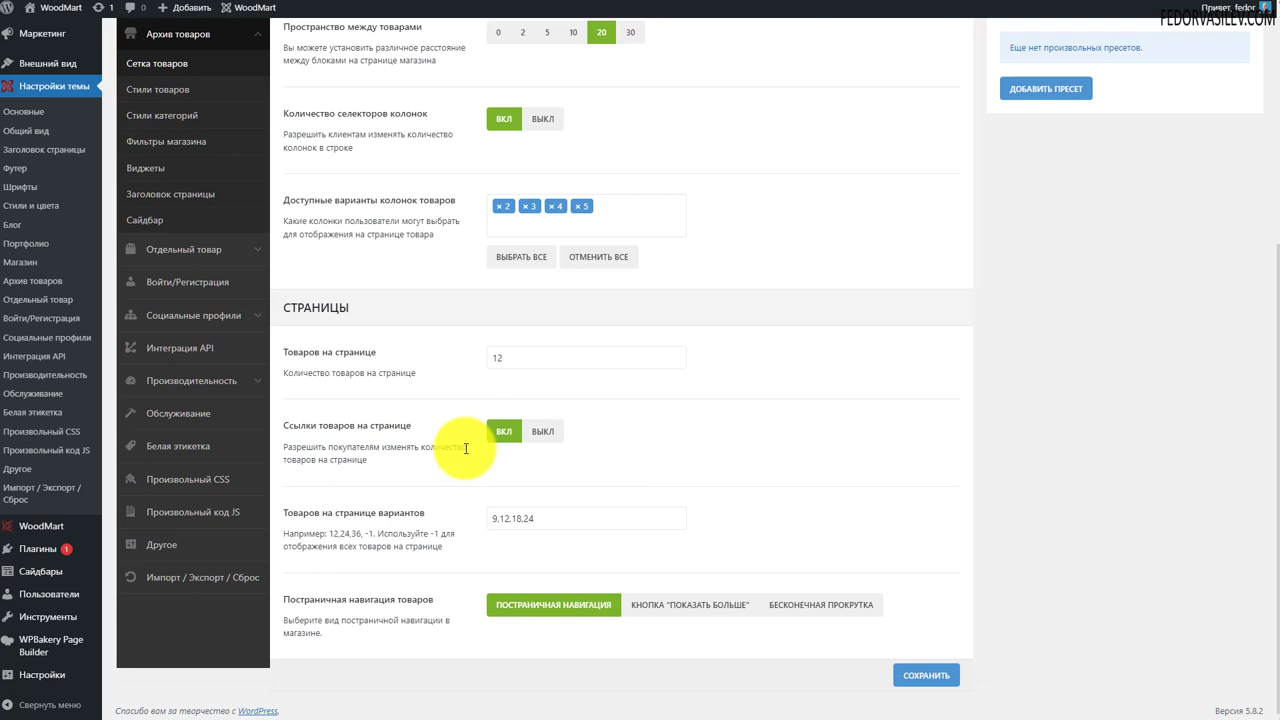 Привет, fedor
FEDORVASILEV.COM
Маркетинг
Внешний вид
Настройки темы
Основные
Общий вид
Заголовок страницы
Футер
Шрифты
Стили и цвета
Блог
Портфолио
Магазин
Архив товаров
Отдельный товар
Войти/Регистрация
Социальные профили
Интеграция API
Производительность
Обслуживание
Белая этикетка
Произвольный CSS
Произвольный код JS
Другое
Импорт / Экспорт /
Сброс
WoodMart
Плагины 1
Сайдбары
Пользователи
Инструменты
WPBakery Page
Builder
Настройки
Свернуть меню
Архив товаров
Сетка товаров
Стили товаров
Стили категорий
Фильтры магазина
Виджеты
Заголовок страницы
Сайдбар
Отдельный товар
Войти/Регистрация
Социальные профили
Интеграция API
Производительность
Обслуживание
Белая этикетка
Произвольный CSS
Произвольный код JS
Другое
Импорт / Экспорт / Сброс
Пространство между товарами
Вы можете установить различное расстояние
между блоками на странице магазина
0 2 5 10 20 30
Количество селекторов колонок
Разрешить клиентам изменять количество
колонок в строке
ВКЛ ВЫКЛ
Доступные варианты колонок товаров
Какие колонки пользователи могут выбрать
для отображения на странице товара
× 2 × 3 × 4 × 5
ВЫБРАТЬ ВСЕ ОТМЕНИТЬ ВСЕ
СТРАНИЦЫ
Товаров на странице
Количество товаров на странице
12
Ссылки товаров на странице
Разрешить покупателям изменять количество
товаров на странице
ВКЛ ВЫКЛ
Товаров на странице вариантов
Например: 12,24,36, -1. Используйте -1 для
отображения всех товаров на странице
9,12,18,24
Постраничная навигация товаров
Выберите вид постраничной навигации в
магазине.
ПОСТРАНИЧНАЯ НАВИГАЦИЯ КНОПКА "ПОКАЗАТЬ БОЛЬШЕ" БЕСКОНЕЧНАЯ ПРОКРУТКА
СОХРАНИТЬ
Еще нет произвольных пресетов.
ДОБАВИТЬ ПРЕСЕТ
Спасибо вам за творчество с WordPress.
Версия 5.8.2